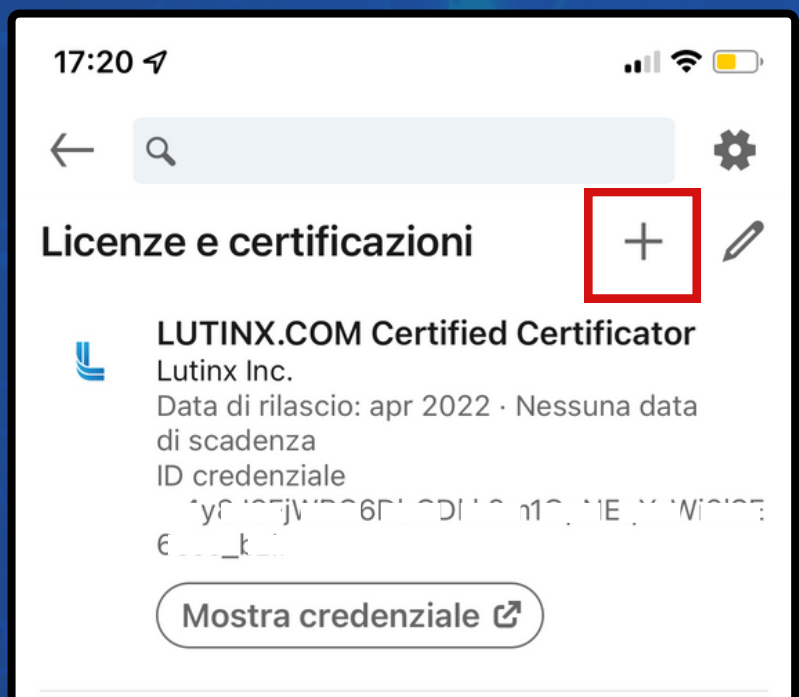 17:20
Licenze e certificazioni
LUTINX.COM Certified Certificator
Lutinx Inc.
Data di rilascio: apr 2022 · Nessuna data
di scadenza
ID credenziale
Mostra credenziale